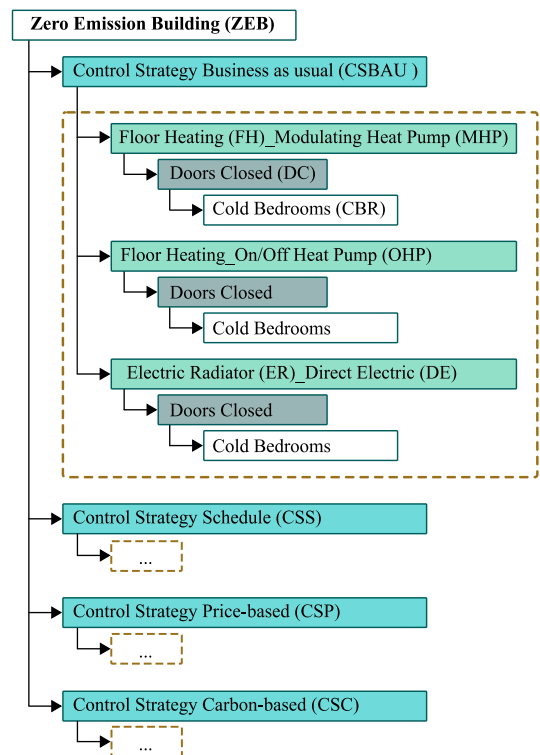 Zero Emission Building (ZEB)
Control Strategy Business as usual (CSBAU )
Floor Heating (FH)_Modulating Heat Pump (MHP)
Doors Closed (DC)
Cold Bedrooms (CBR)
Floor Heating_On/Off Heat Pump (OHP)
Doors Closed
Cold Bedrooms
Electric Radiator (ER)_Direct Electric (DE)
Doors Closed
Cold Bedrooms
Control Strategy Schedule (CSS)
...
Control Strategy Price-based (CSP)
...
Control Strategy Carbon-based (CSC)
...